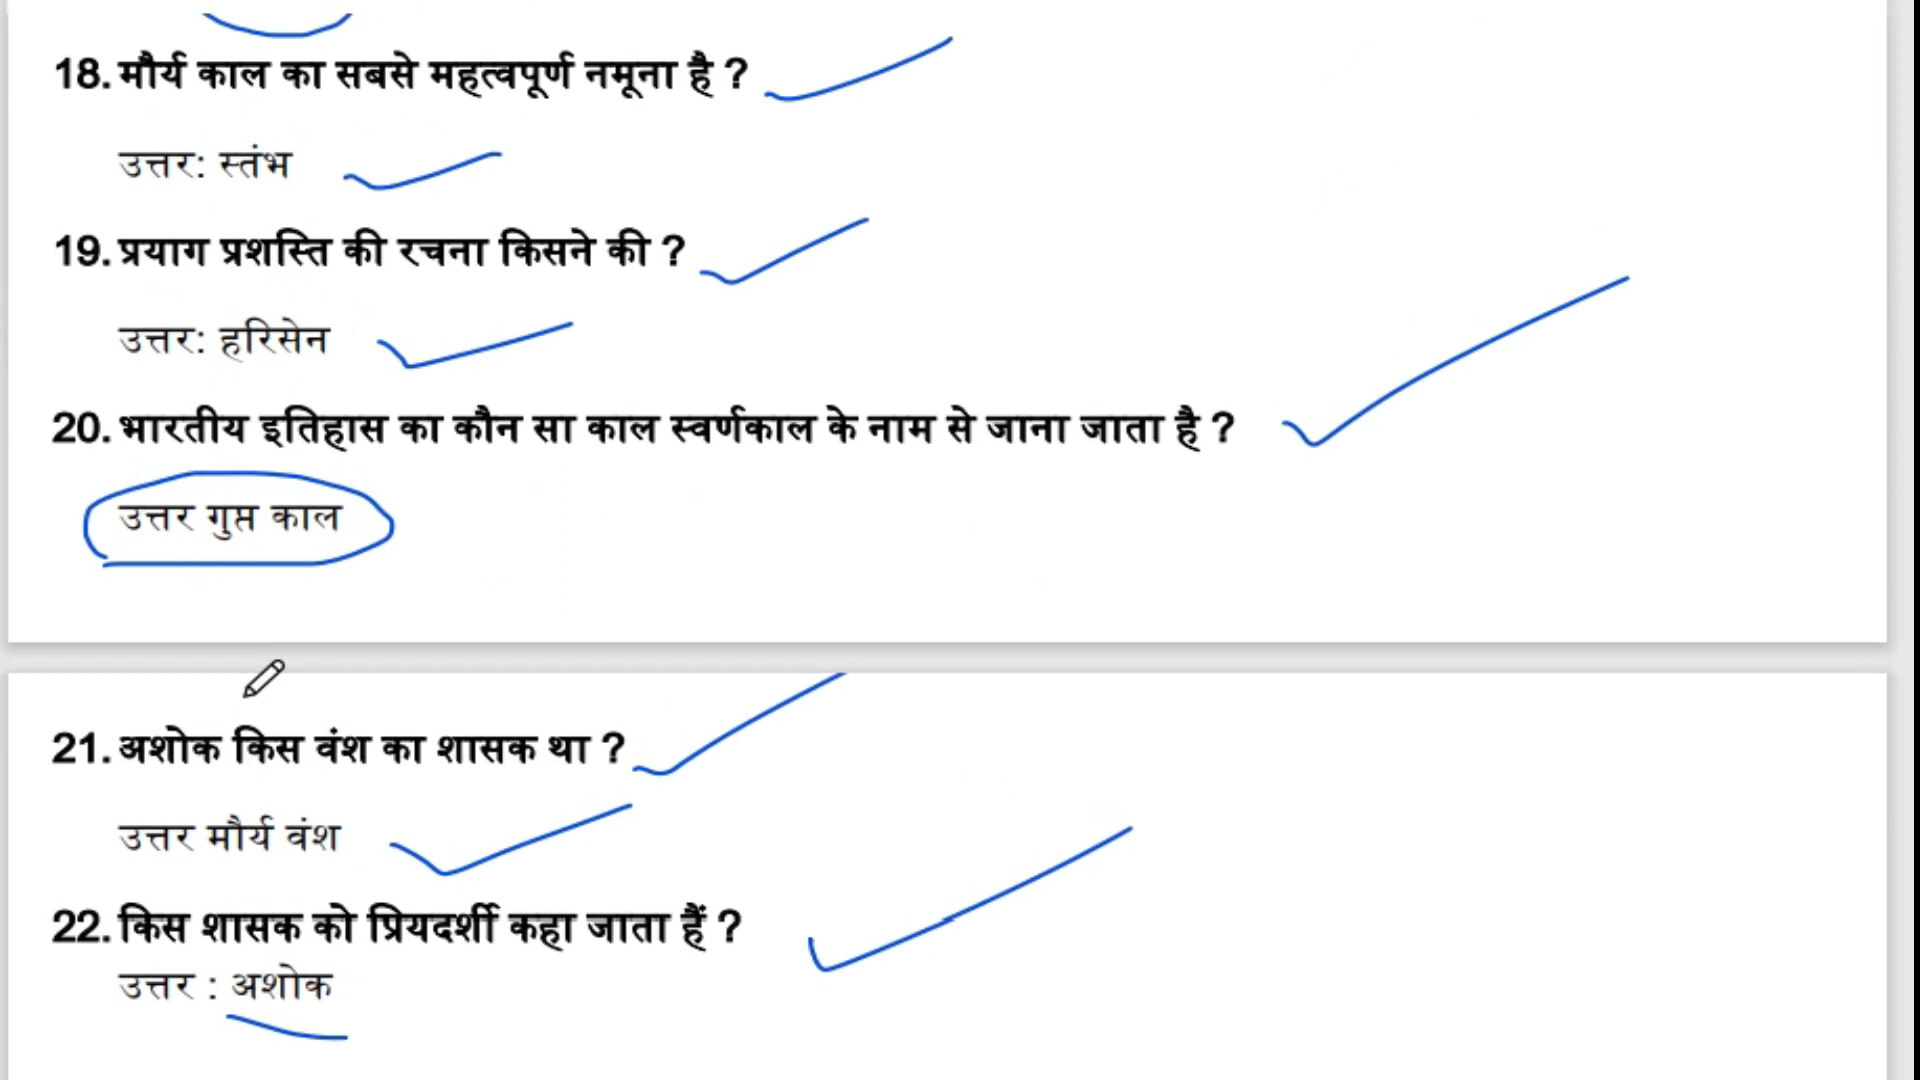 18. मौर्य काल का सबसे महत्वपूर्ण नमूना है ?
उत्तर: स्तंभ
19. प्रयाग प्रशस्ति की रचना किसने की ?
उत्तर: हरिसेन
20. भारतीय इतिहास का कौन सा काल स्वर्णकाल के नाम से जाना जाता है ?
उत्तर गुप्त काल
21. अशोक किस वंश का शासक था ?
उत्तर मौर्य वंश
22. किस शासक को प्रियदर्शी कहा जाता हैं ?
उत्तर : अशोक